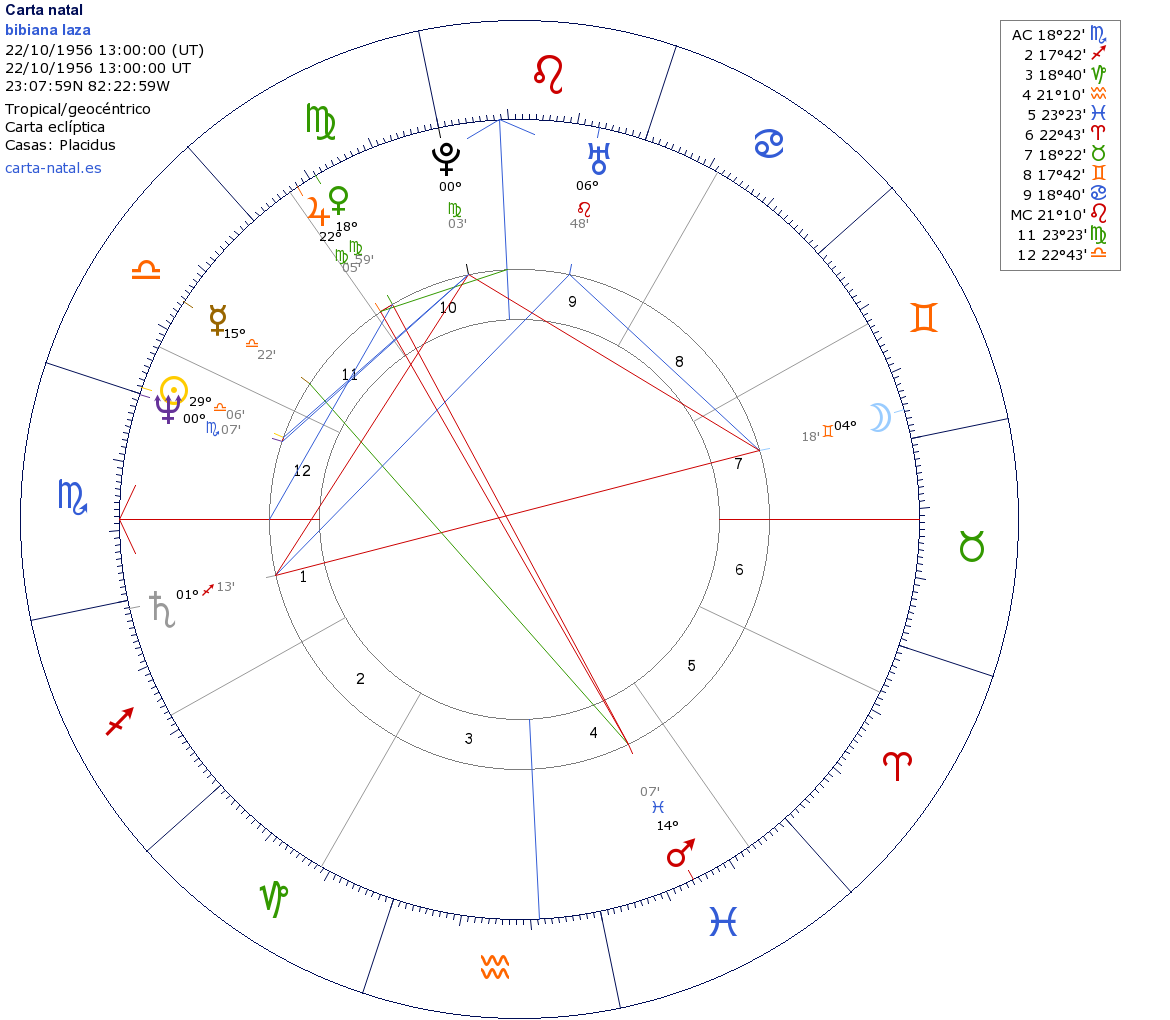 Carta natal
bibiana laza
22/10/1956 13:00:00 (UT)
22/10/1956 13:00:00 UT
23:07:59N 82:22:59W
Tropical/geocéntrico
Carta eclíptica
Casas: Placidus
carta-natal.es
AC 18°22' ♏
2 17°42' ♐
3 18°40' ♑
4 21°10' ♒
5 23°23' ♓
6 22°43' ♈
7 18°22' ♉
8 17°42' ♊
9 18°40' ♋
MC 21°10' ♌
11 23°23' ♍
12 22°43' ♎
♌
♍
♋
♎
♊
♏
♉
♐
♈
♑
♓
♒
♇ 00° ♍ 03'
♅ 06° ♌ 48'
♀ 18° ♍ 59'
♃ 22° ♍ 05'
☿ 15° ♎ 22'
☉ 29° ♎ 06'
♆ 00° ♏ 07'
☽ 04° ♊ 18'
♄ 01° ♐ 13'
♂ 14° ♓ 07'
10
9
11
8
12
7
1
6
2
5
3
4